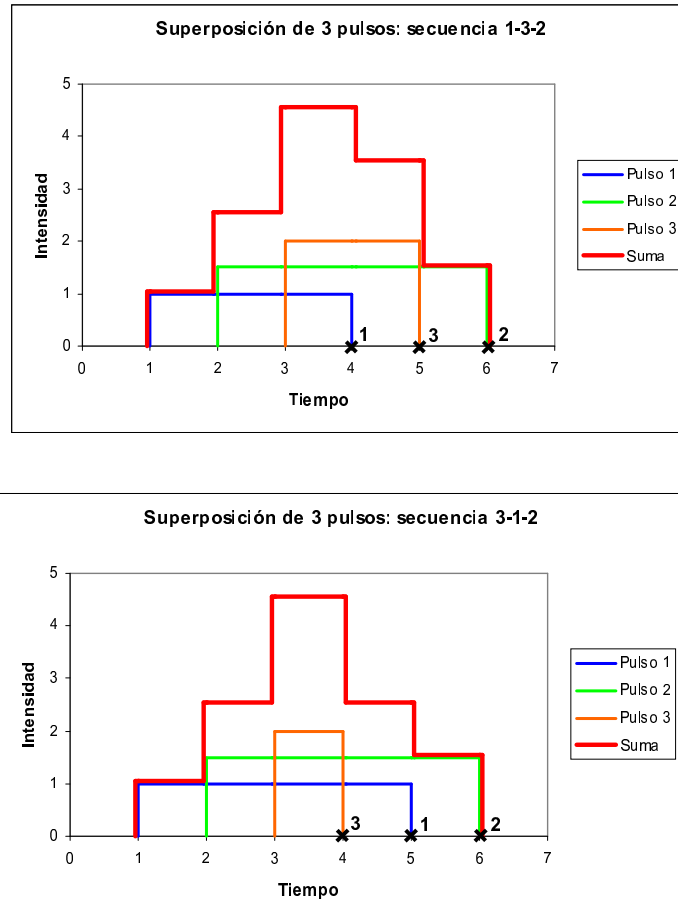 Superposición de 3 pulsos: secuencia 1-3-2
5
4
3
2
1
0
Intensidad
1
3
2
0 1 2 3 4 5 6 7
Tiempo
Pulso 1
Pulso 2
Pulso 3
Suma
Superposición de 3 pulsos: secuencia 3-1-2
5
4
3
2
1
0
Intensidad
3
1
2
0 1 2 3 4 5 6 7
Tiempo
Pulso 1
Pulso 2
Pulso 3
Suma